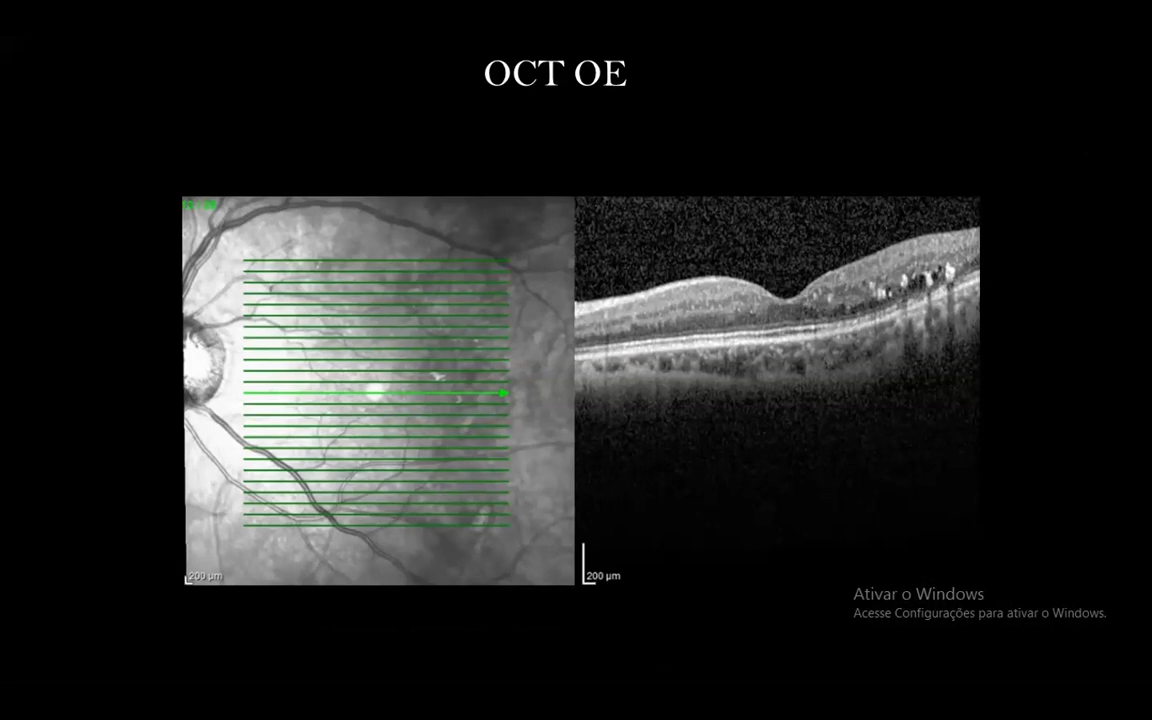 OCT OE
200 µm
200 µm
Ativar o Windows
Acesse Configurações para ativar o Windows.